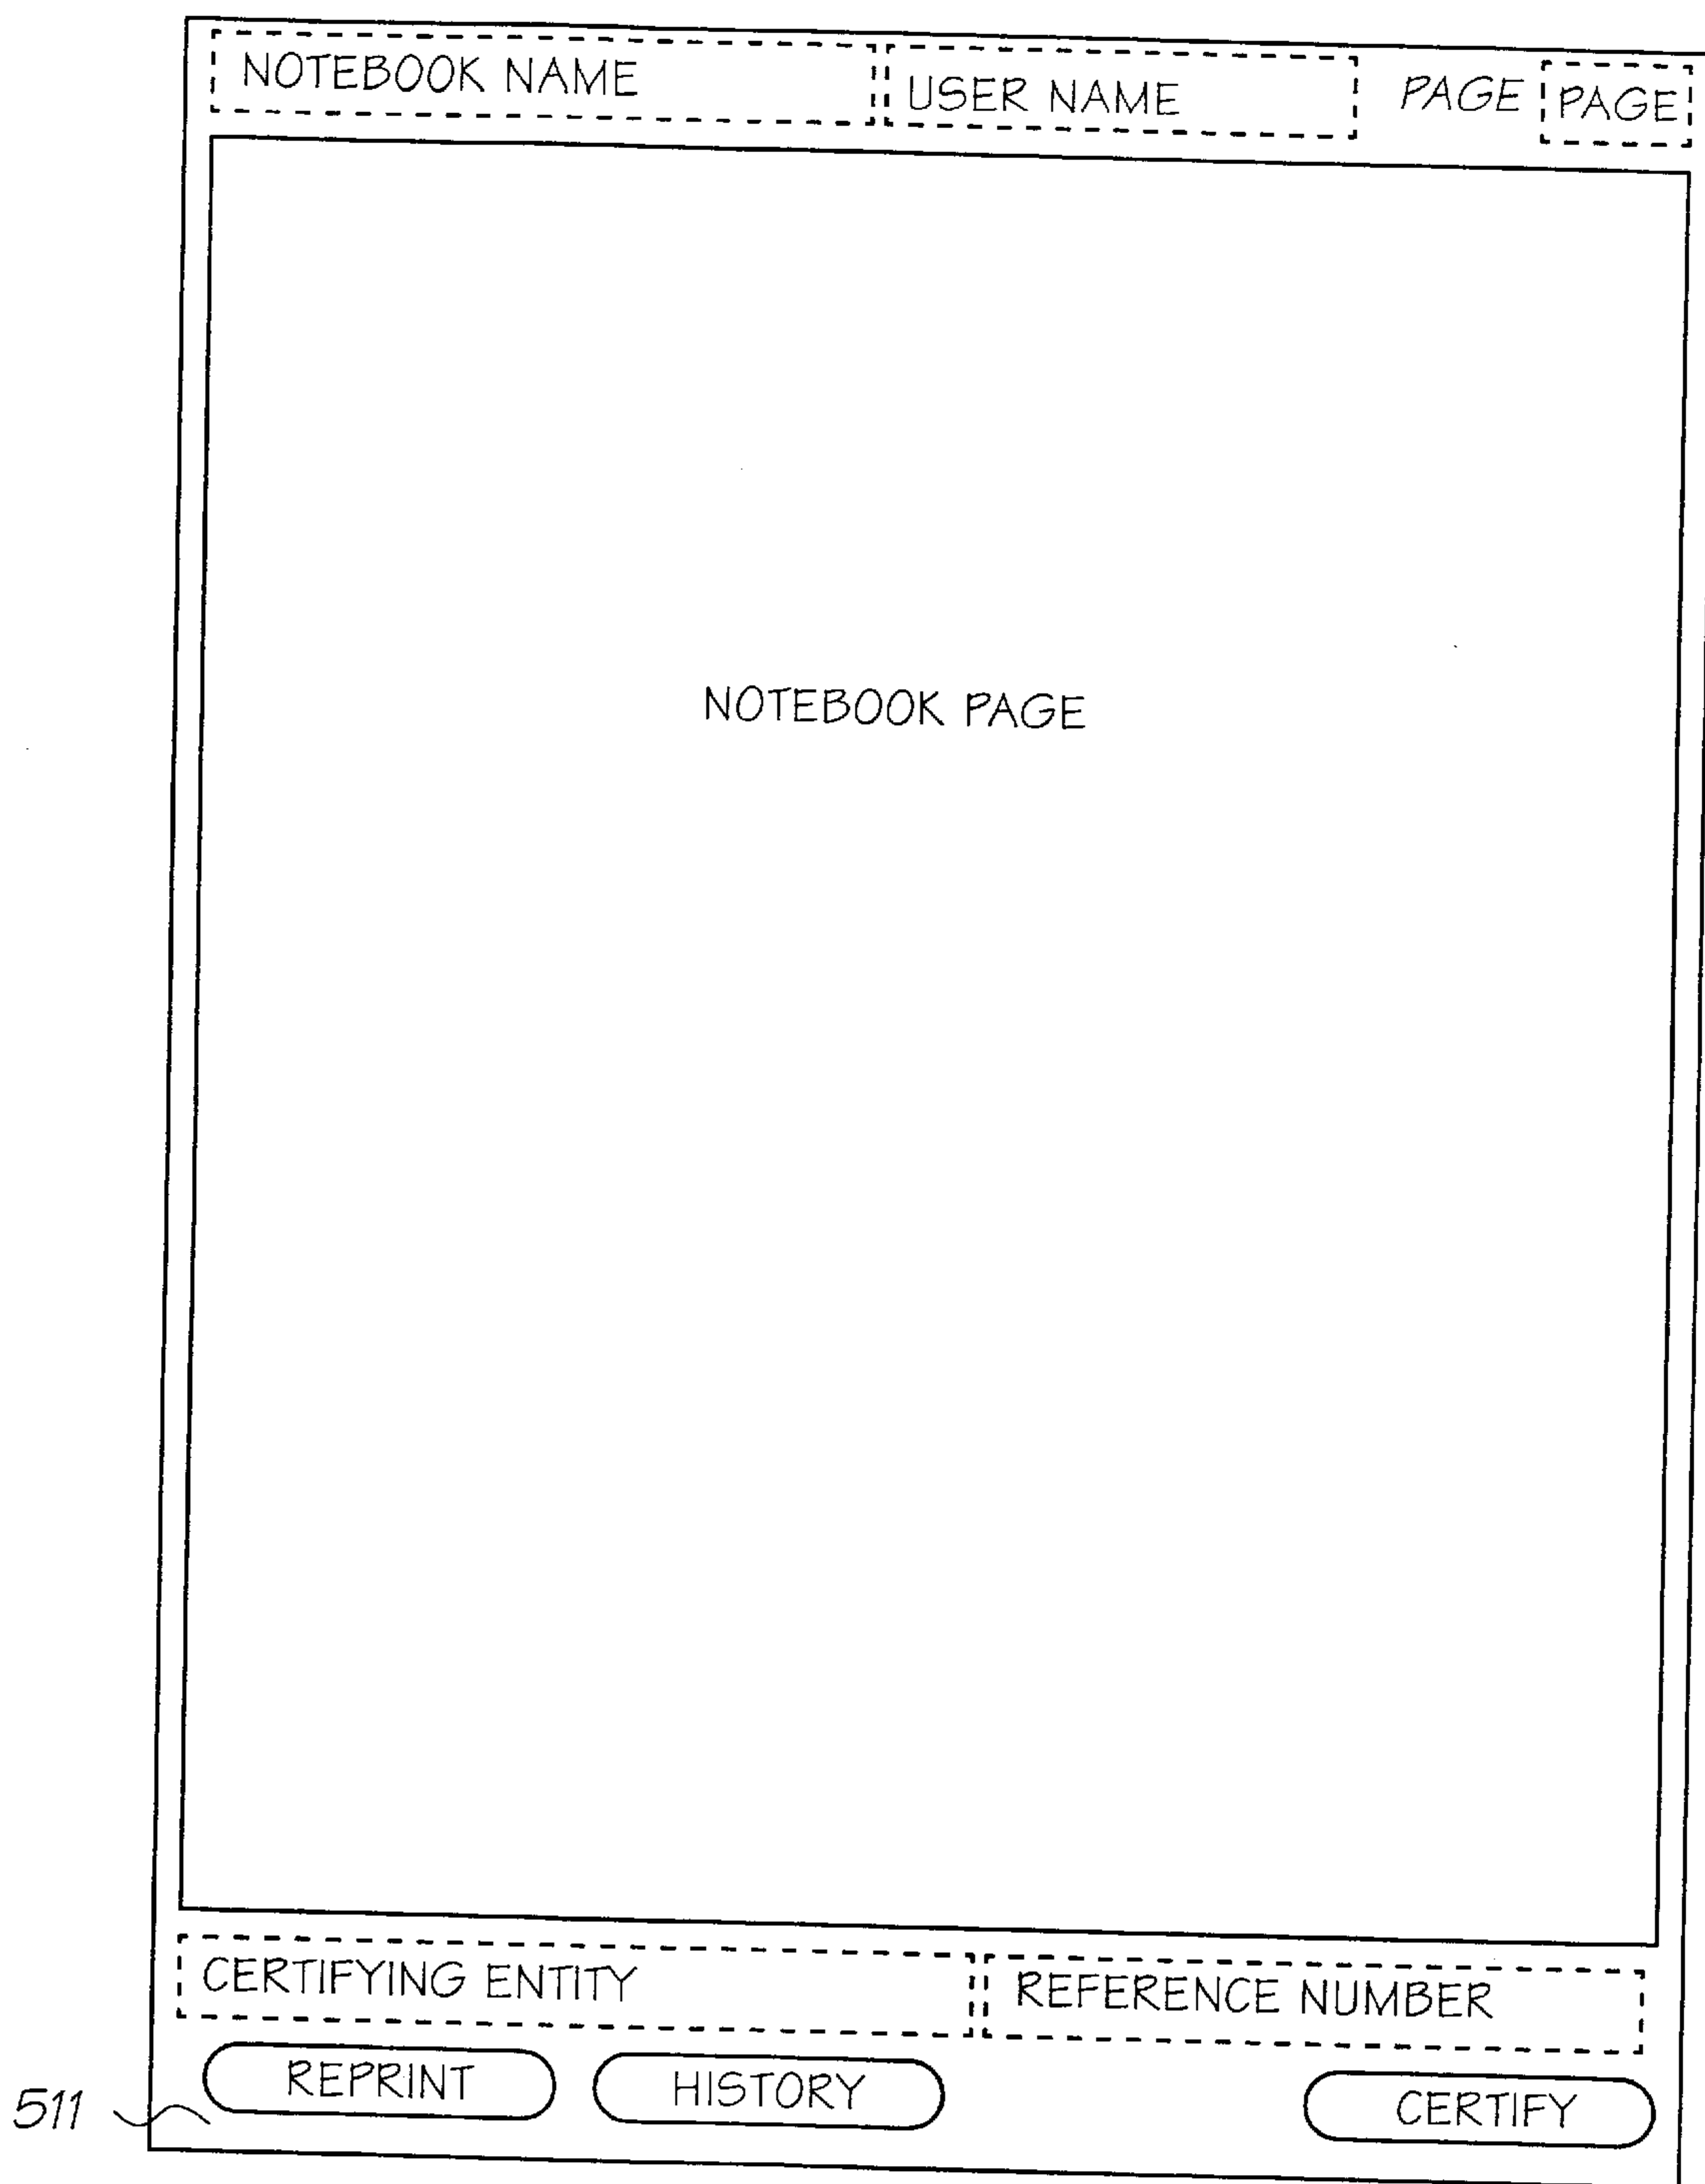 NOTEBOOK NAME USER NAME PAGE PAGE
NOTEBOOK PAGE
CERTIFYING ENTITY REFERENCE NUMBER
REPRINT HISTORY CERTIFY
511